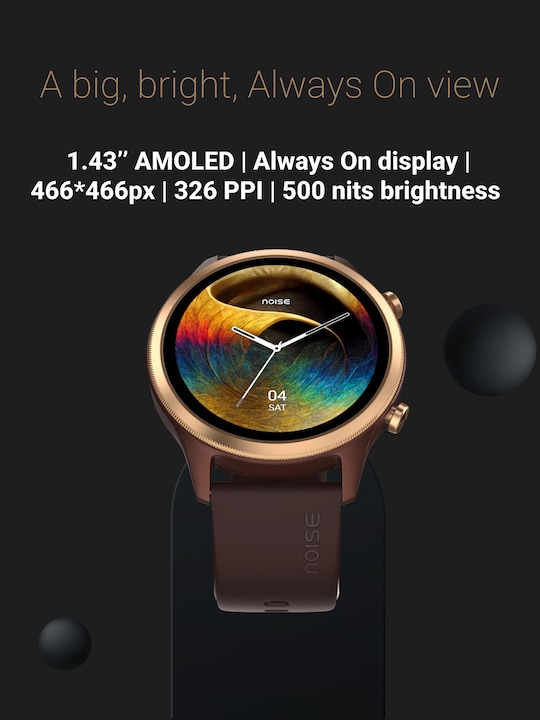 A big, bright, Always On view
1.43’’ AMOLED | Always On display |
466*466px | 326 PPI | 500 nits brightness
NOISE
04
SAT
NOISE